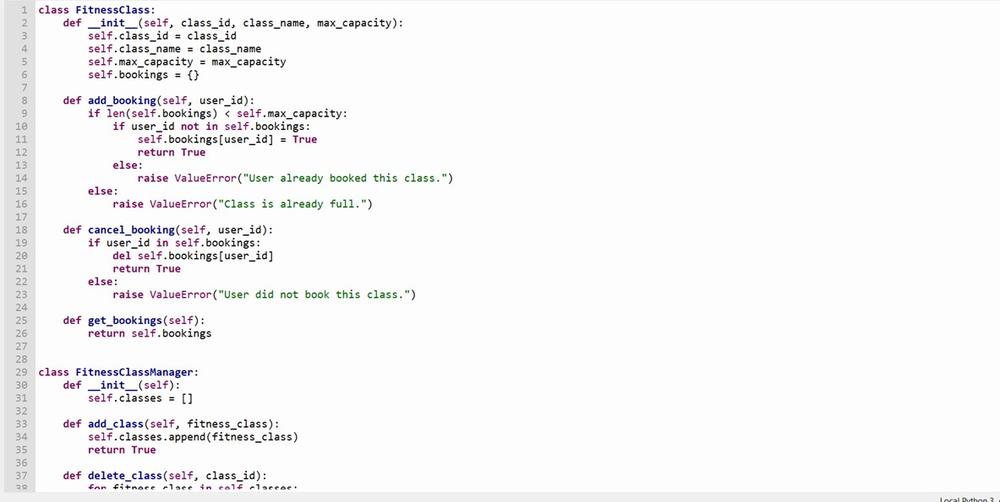 1 class FitnessClass:
2     def __init__(self, class_id, class_name, max_capacity):
3         self.class_id = class_id
4         self.class_name = class_name
5         self.max_capacity = max_capacity
6         self.bookings = {}
7
8     def add_booking(self, user_id):
9         if len(self.bookings) < self.max_capacity:
10             if user_id not in self.bookings:
11                 self.bookings[user_id] = True
12                 return True
13             else:
14                 raise ValueError("User already booked this class.")
15         else:
16             raise ValueError("Class is already full.")
17
18     def cancel_booking(self, user_id):
19         if user_id in self.bookings:
20             del self.bookings[user_id]
21             return True
22         else:
23             raise ValueError("User did not book this class.")
24
25     def get_bookings(self):
26         return self.bookings
27
28
29 class FitnessClassManager:
30     def __init__(self):
31         self.classes = []
32
33     def add_class(self, fitness_class):
34         self.classes.append(fitness_class)
35         return True
36
37     def delete_class(self, class_id):
38         for fitness_class in self.classes:
Local Python 3